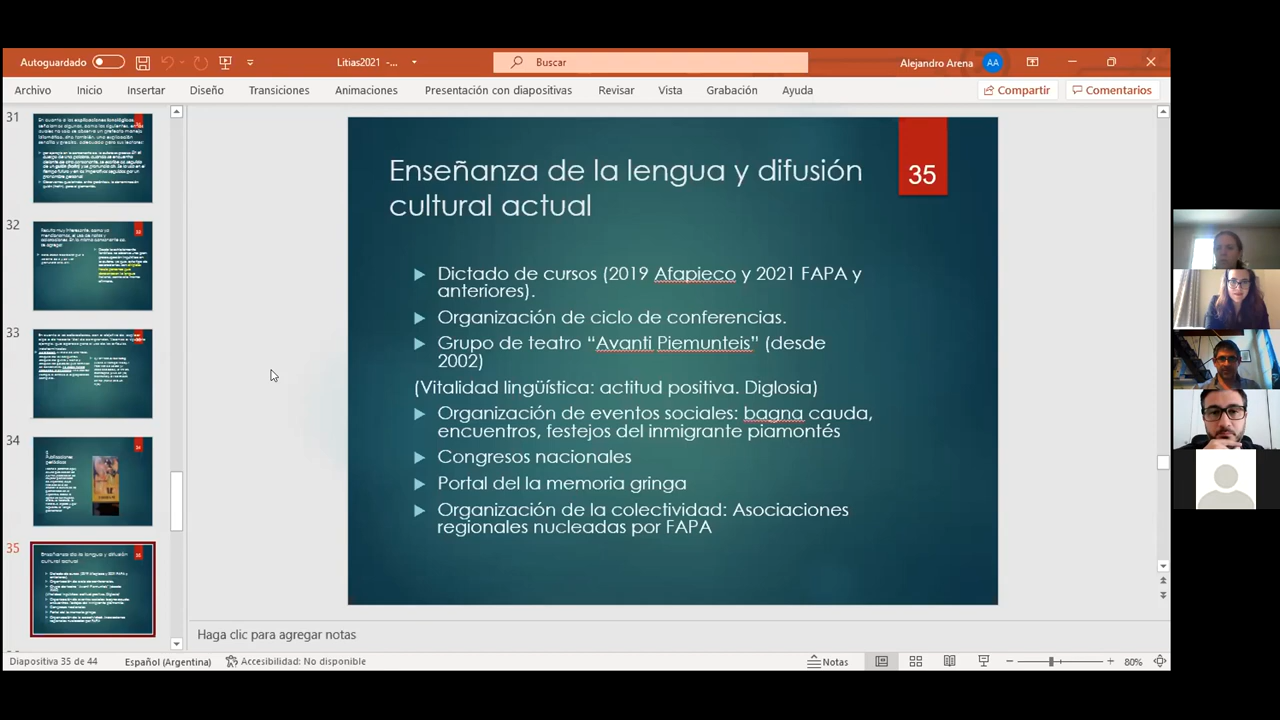 Autoguardado
Litias2021 -...
Buscar
Alejandro Arena
AA
Archivo
Inicio
Insertar
Diseño
Transiciones
Animaciones
Presentación con diapositivas
Revisar
Vista
Grabación
Ayuda
Compartir
Comentarios
31
32
33
34
35
Enseñanza de la lengua y difusión
cultural actual
35
Dictado de cursos (2019 Afapieco y 2021 FAPA y
anteriores).
Organización de ciclo de conferencias.
Grupo de teatro “Avanti Piemunteis” (desde
2002)
(Vitalidad lingüística: actitud positiva. Diglosia)
Organización de eventos sociales: bagna cauda,
encuentros, festejos del inmigrante piamontés
Congresos nacionales
Portal del la memoria gringa
Organización de la colectividad: Asociaciones
regionales nucleadas por FAPA
Haga clic para agregar notas
Diapositiva 35 de 44
Español (Argentina)
Accesibilidad: No disponible
Notas
80%